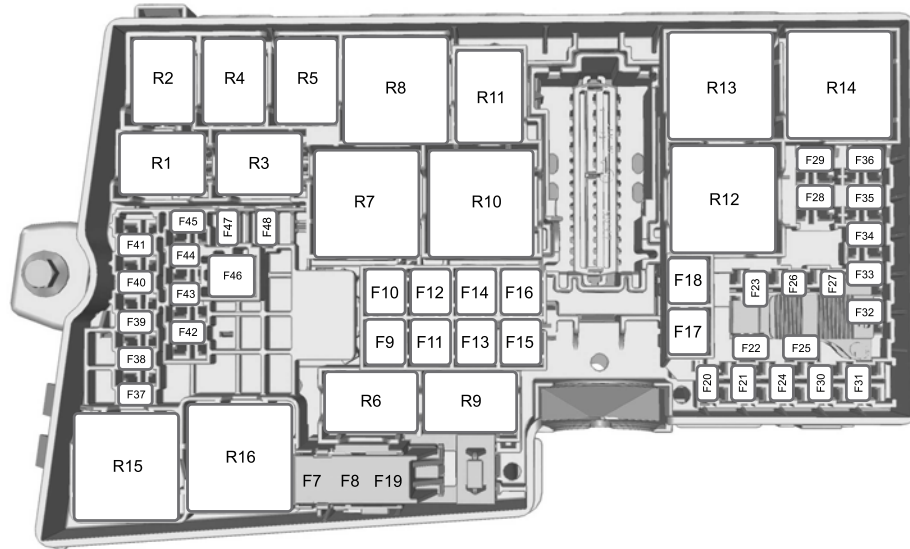 R2 R4 R5 R8 R11 R13 R14
R1 R3 R7 R10 R12 F29 F36
F28 F35
F45 F47 F48
F41 F44 F34
F40 F43 F46 F10 F12 F14 F16 F18 F23 F26 F27 F33
F39 F42 F9 F11 F13 F15 F17 F32
F38 F22 F25
F37 R6 R9 F20 F21 F24 F30 F31
R15 R16 F7 F8 F19